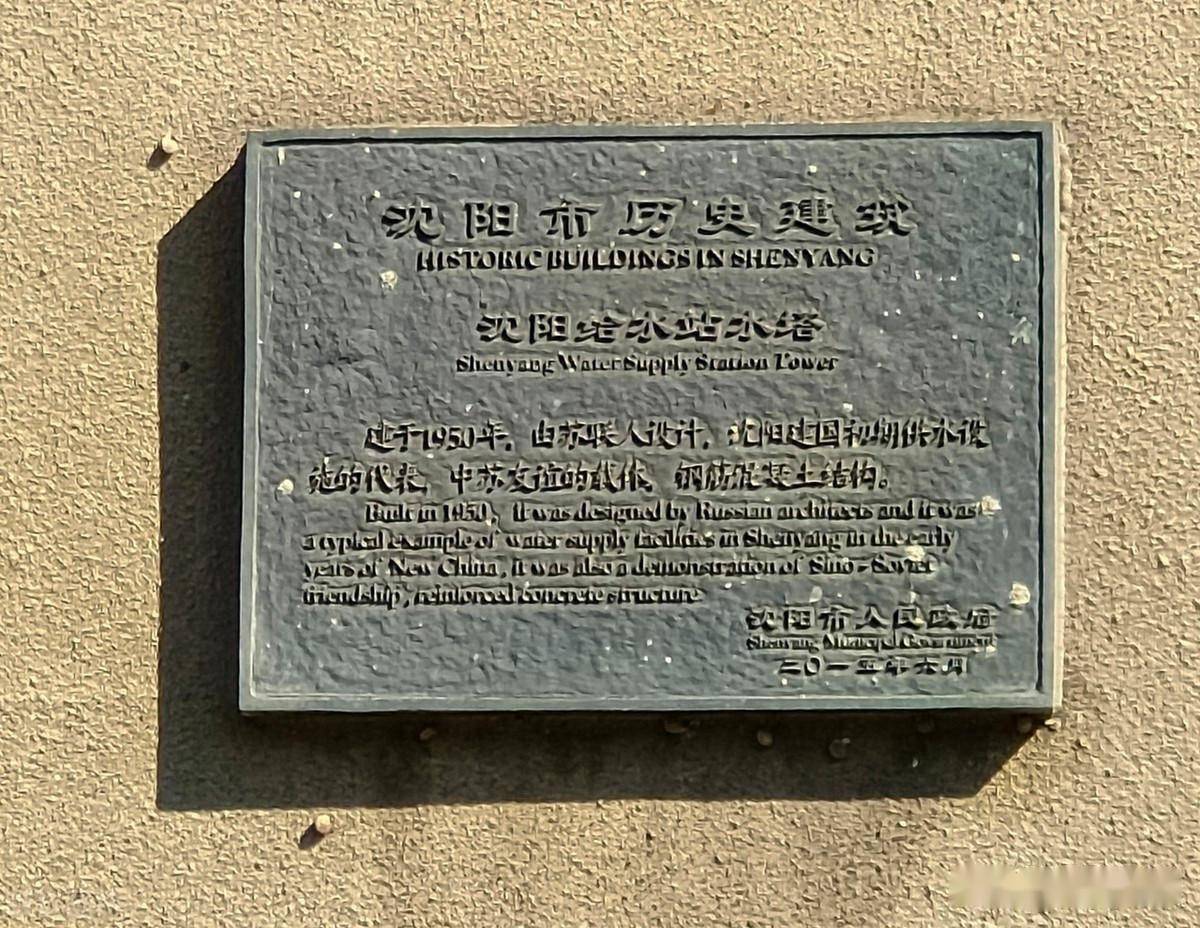 沈阳市历史建筑
HISTORIC BUILDINGS IN SHENYANG
沈阳给水站水塔
Shenyang Water Supply Station Tower
建于1950年，由苏联人设计，沈阳建国初期供水设
施的代表，中苏友谊的载体，钢筋混凝土结构。
Built in 1950, it was designed by Russian architects and it was
a typical example of water supply facilities in Shenyang in the early
years of New China, it was also a demonstration of Sino-Soviet
friendship, reinforced concrete structure
沈阳市人民政府
Shenyang Municipal Government
二〇一五年六月